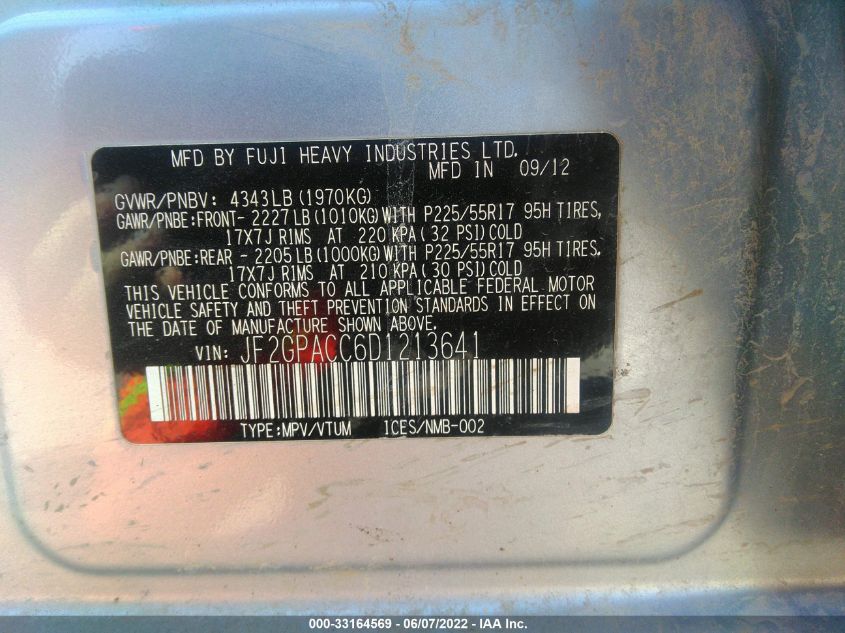 MFD BY FUJI HEAVY INDUSTRIES LTD.
MFD IN 09/12
GVWR/PNBV: 4343LB (1970KG)
GAWR/PNBE:FRONT- 2227LB (1010KG) WITH P225/55R17 95H TIRES,
17X7J RIMS AT 220 KPA (32 PSI) COLD
GAWR/PNBE:REAR - 2205LB (1000KG) WITH P225/55R17 95H TIRES,
17X7J RIMS AT 210 KPA (30 PSI) COLD
THIS VEHICLE CONFORMS TO ALL APPLICABLE FEDERAL MOTOR
VEHICLE SAFETY AND THEFT PREVENTION STANDARDS IN EFFECT ON
THE DATE OF MANUFACTURE SHOWN ABOVE.
VIN: JF2GPACC6D1213641
TYPE:MPV/VTUM ICES/NMB-002
000-33164569 - 06/07/2022 - IAA Inc.